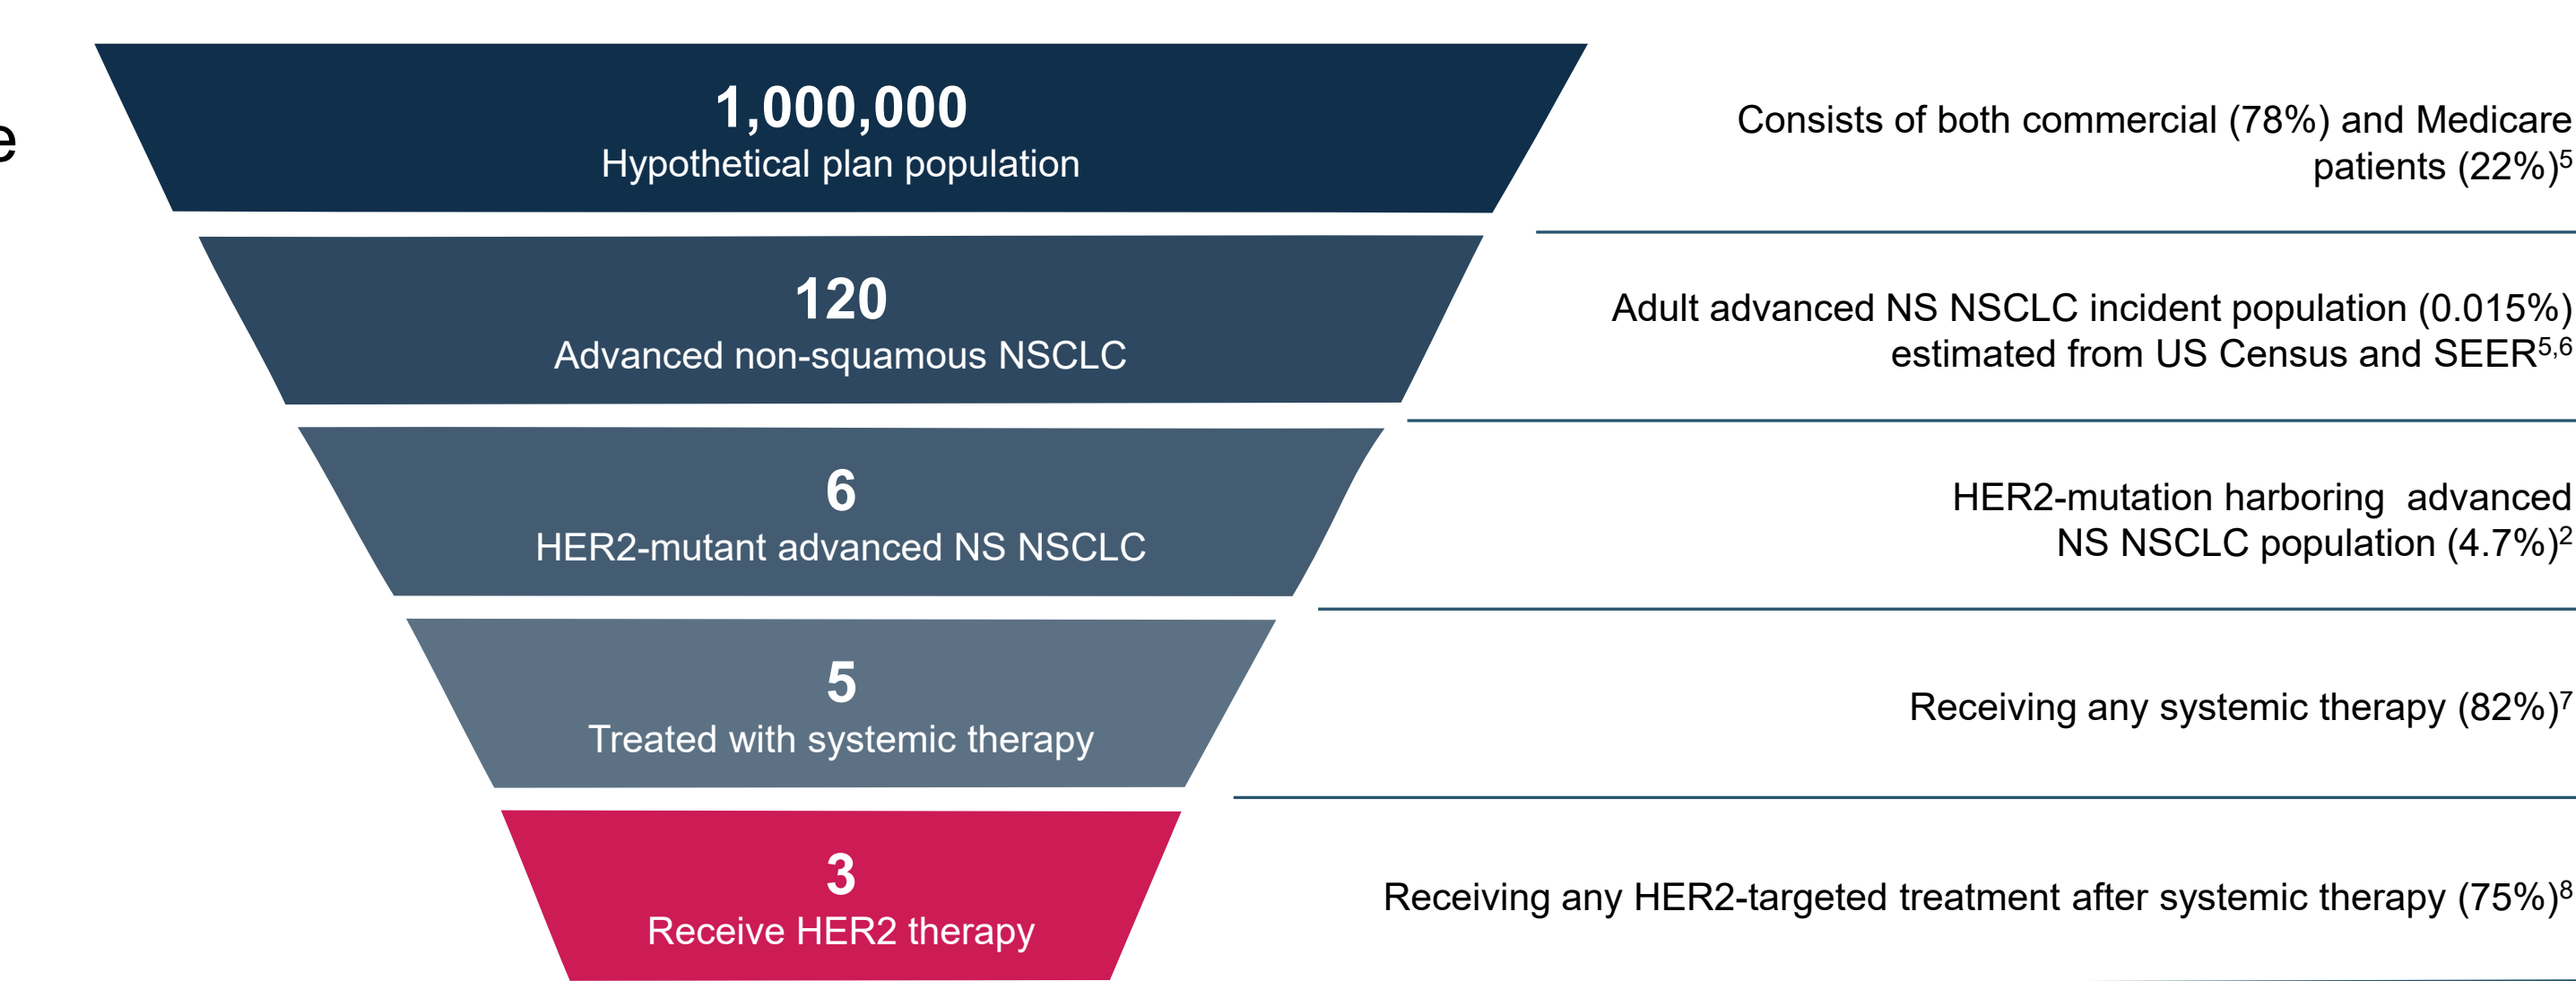 e
1,000,000
Hypothetical plan population
Consists of both commercial (78%) and Medicare
patients (22%)⁵
120
Advanced non-squamous NSCLC
Adult advanced NS NSCLC incident population (0.015%)
estimated from US Census and SEER⁵,⁶
6
HER2-mutant advanced NS NSCLC
HER2-mutation harboring  advanced
NS NSCLC population (4.7%)²
5
Treated with systemic therapy
Receiving any systemic therapy (82%)⁷
3
Receive HER2 therapy
Receiving any HER2-targeted treatment after systemic therapy (75%)⁸